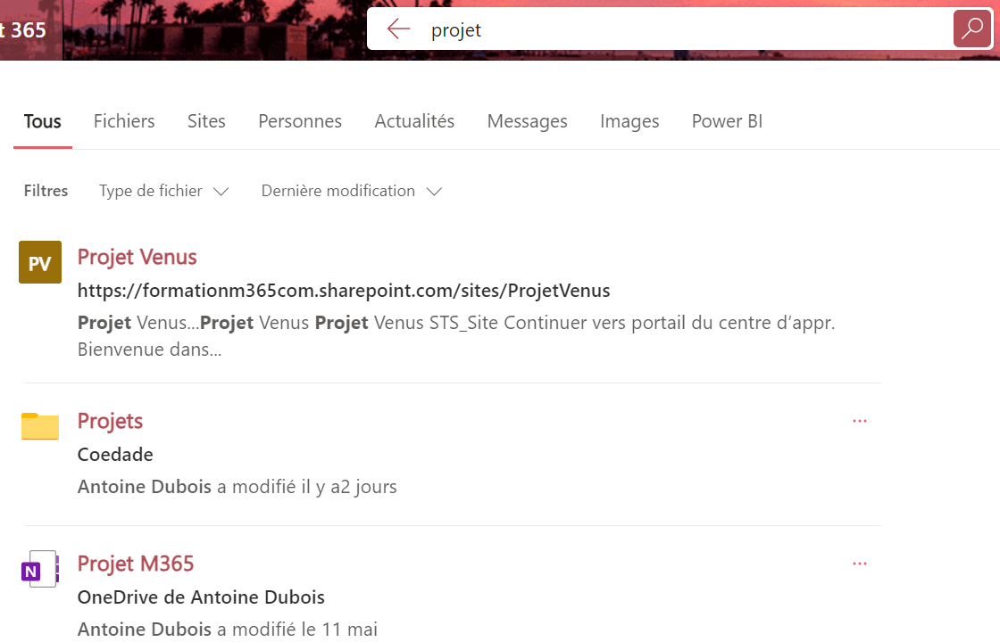 t 365
projet
Tous Fichiers Sites Personnes Actualités Messages Images Power BI
Filtres Type de fichier Dernière modification
PV
Projet Venus
https://formationm365com.sharepoint.com/sites/ProjetVenus
Projet Venus...Projet Venus Projet Venus STS_Site Continuer vers portail du centre d’appr.
Bienvenue dans...
Projets
...
Coedade
Antoine Dubois a modifié il y a2 jours
N
Projet M365
...
OneDrive de Antoine Dubois
Antoine Dubois a modifié le 11 mai